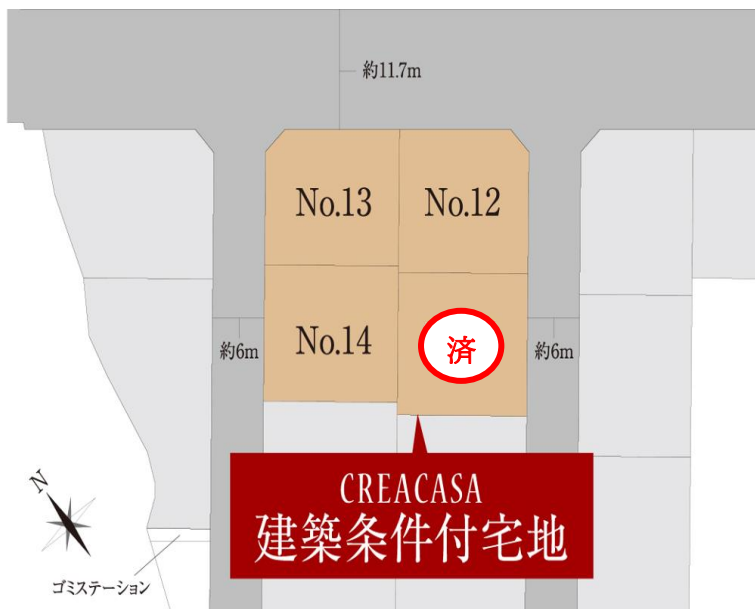 約11.7m
No.13
No.12
No.14
済
約6m
約6m
CREACASA
建築条件付宅地
N
ゴミステーション